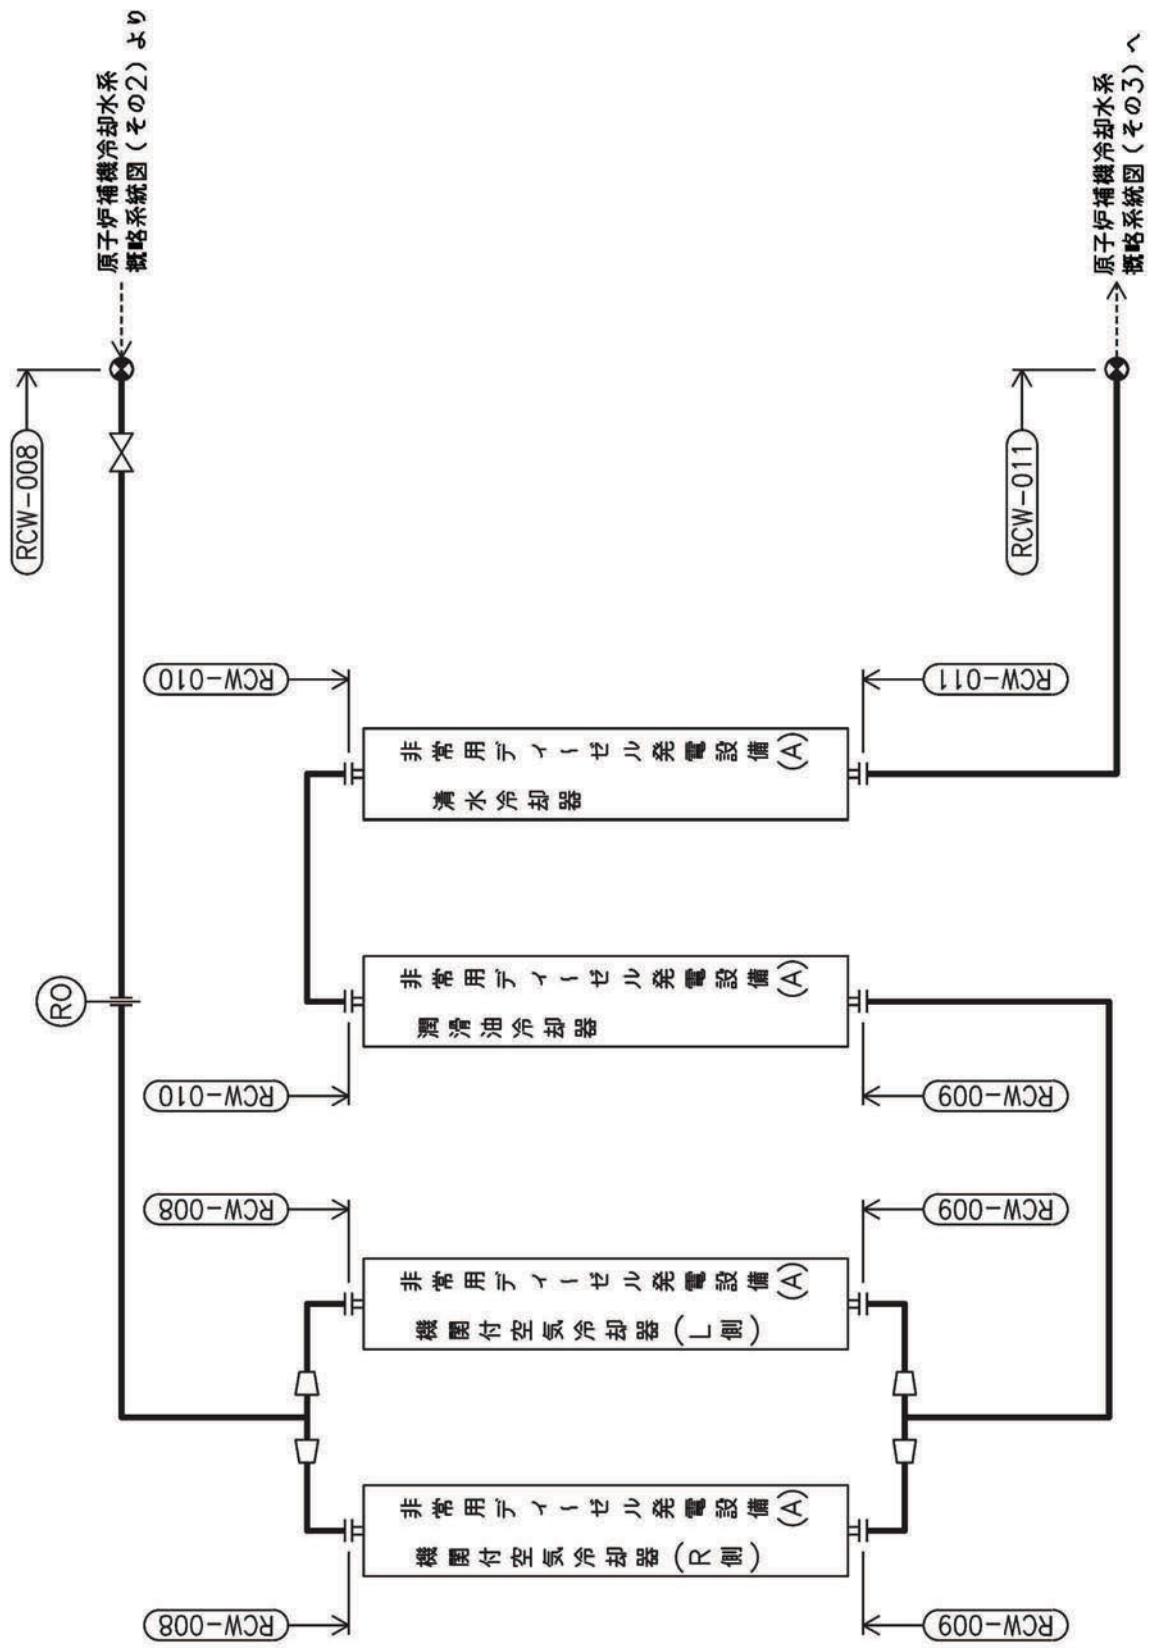 原子炉補機冷却水系
概略系統図(その2)より
RCW-008
RO
RCW-008
非常用ディーゼル発電設備(A)
機関付空気冷却器(R側)
RCW-009
RCW-008
非常用ディーゼル発電設備(A)
機関付空気冷却器(L側)
RCW-009
RCW-010
非常用ディーゼル発電設備(A)
潤滑油冷却器
RCW-009
RCW-010
非常用ディーゼル発電設備(A)
清水冷却器
RCW-011
RCW-011
原子炉補機冷却水系
概略系統図(その3)へ